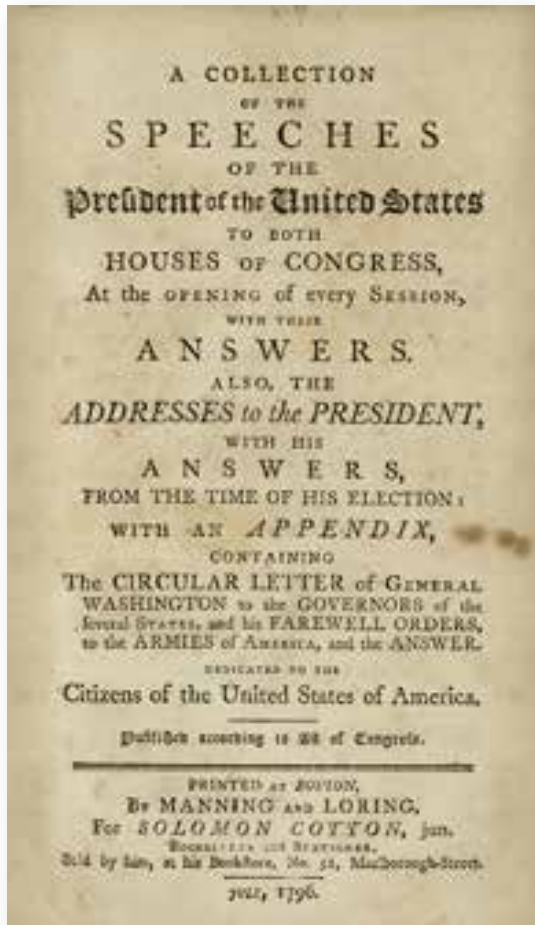 A COLLECTION
OF THE
SPEECHES
OF THE
President of the United States
TO BOTH
HOUSES OF CONGRESS,
At the OPENING of every SESSION,
WITH THEIR
ANSWERS.
ALSO, THE
ADDRESSES to the PRESIDENT,
WITH HIS
ANSWERS,
FROM THE TIME OF HIS ELECTION:
WITH AN APPENDIX,
CONTAINING
The CIRCULAR LETTER of GENERAL
WASHINGTON to the GOVERNORS of the
several STATES, and his FAREWELL ORDERS,
to the ARMIES of AMERICA, and the ANSWER.
DEDICATED TO THE
Citizens of the United States of America.
Published according to Act of Congress.
PRINTED AT BOSTON,
By MANNING AND LORING,
For SOLOMON COTTON, jun.
BOOKSELLER AND STATIONER,
Sold by him, at his Bookstore, No. 51, Marlborough-Street.
JULY, 1796.